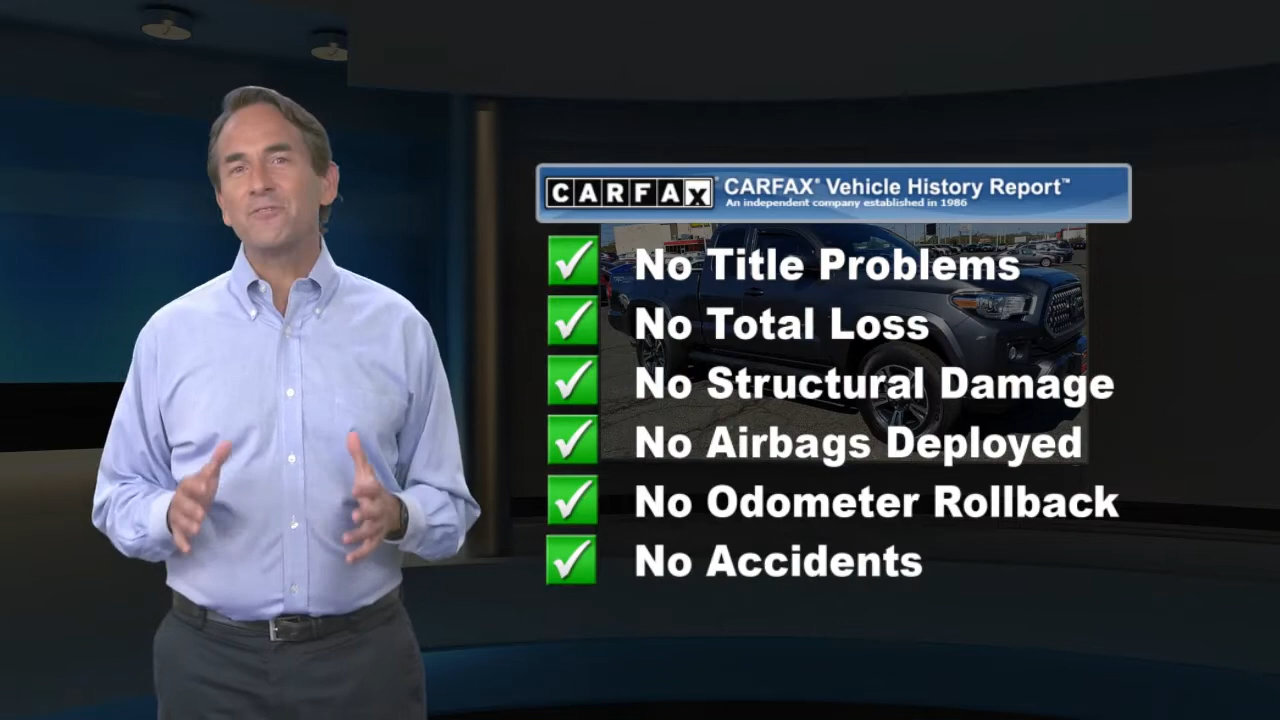 CARFAX® CARFAX® Vehicle History Report™
An independent company established in 1986
No Title Problems
No Total Loss
No Structural Damage
No Airbags Deployed
No Odometer Rollback
No Accidents